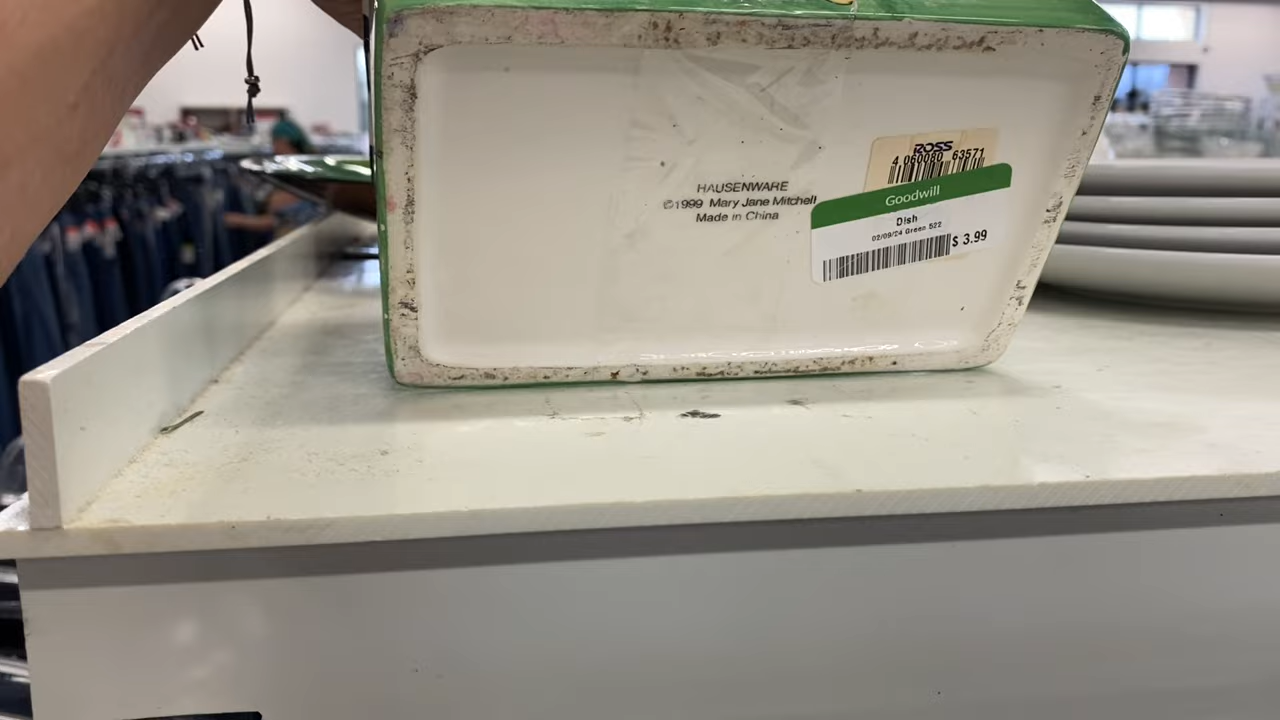 HAUSENWARE
©1999 Mary Jane Mitchell
Made in China
ROSS
4 060080 63571
Goodwill
Dish
02/09/24 Green 522
$ 3.99